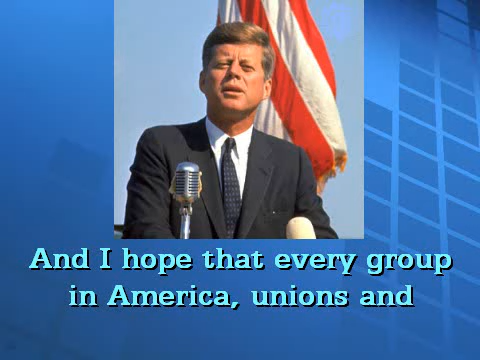 And I hope that every group
in America, unions and